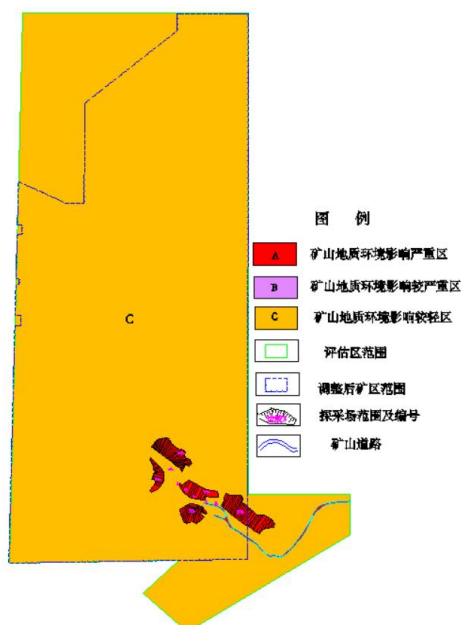 图 例
A 矿山地质环境影响严重区
B 矿山地质环境影响较严重区
C 矿山地质环境影响较轻区
评估区范围
调整后矿区范围
探采场范围及编号
矿山道路
C